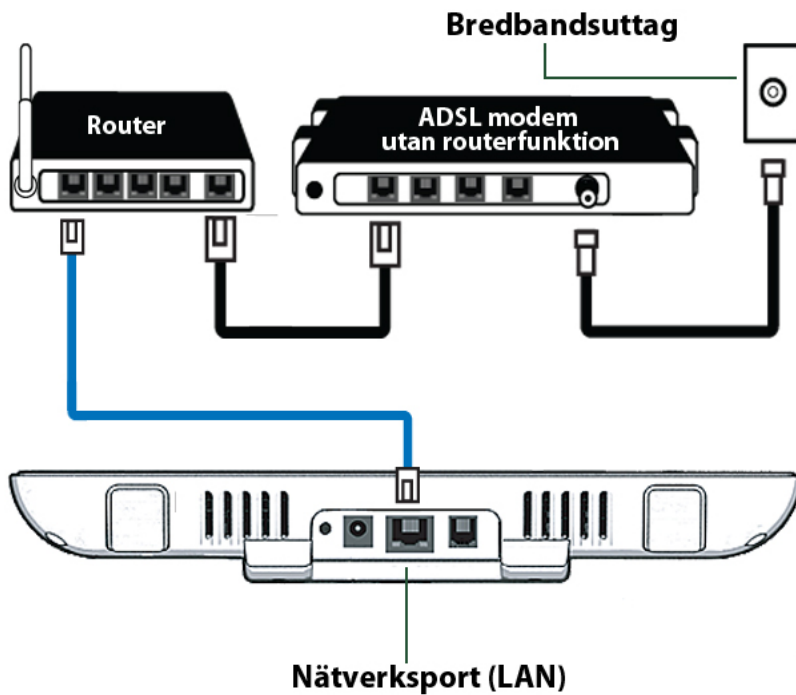 Bredbandsuttag
Router
ADSL modem
utan routerfunktion
Nätverksport (LAN)